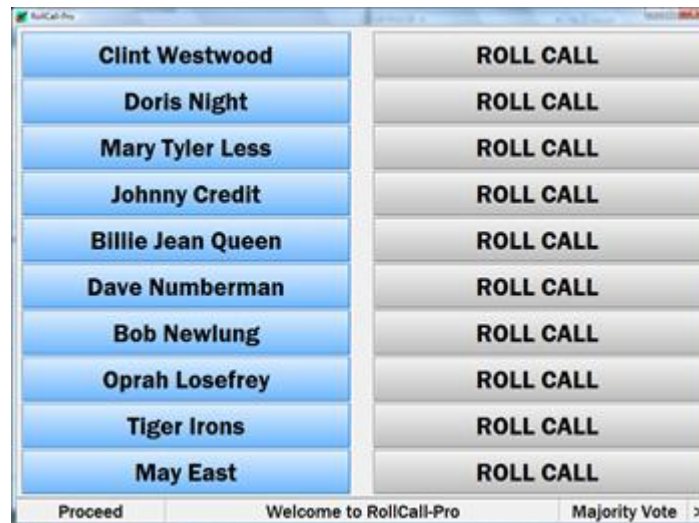 RollCall-Pro
Clint Westwood ROLL CALL
Doris Night ROLL CALL
Mary Tyler Less ROLL CALL
Johnny Credit ROLL CALL
Billie Jean Queen ROLL CALL
Dave Numberman ROLL CALL
Bob Newlung ROLL CALL
Oprah Losefrey ROLL CALL
Tiger Irons ROLL CALL
May East ROLL CALL
Proceed Welcome to RollCall-Pro Majority Vote